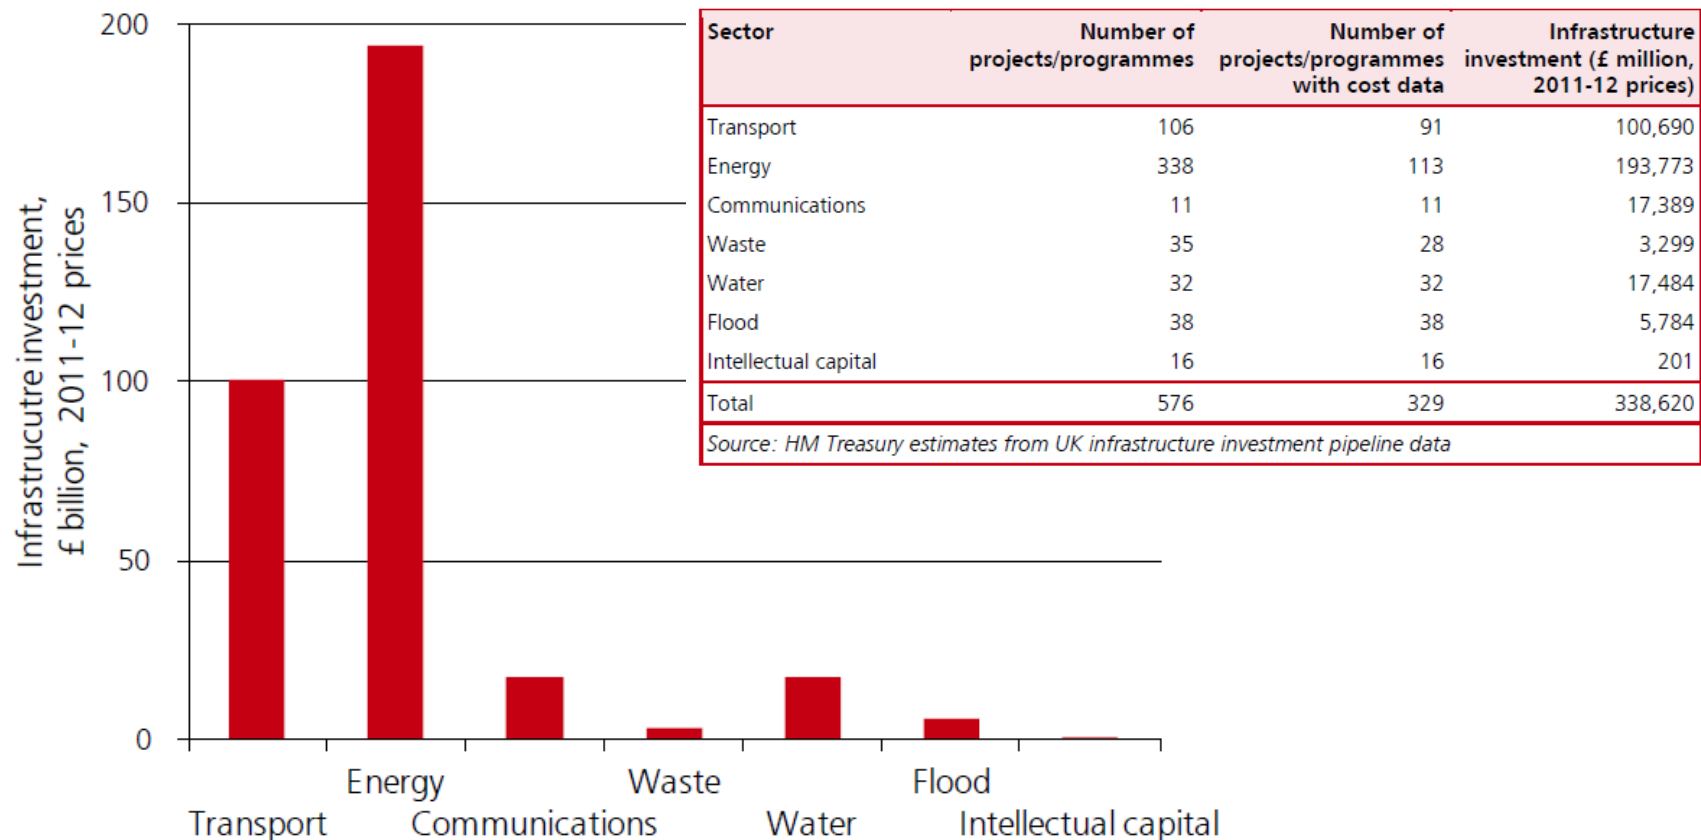 200
150
100
50
0
Infrastrucutre investment,
£ billion, 2011-12 prices
Energy Waste Flood
Transport Communications Water Intellectual capital
Sector Number of projects/programmes Number of projects/programmes with cost data Infrastructure investment (£ million, 2011-12 prices)
Transport 106 91 100,690
Energy 338 113 193,773
Communications 11 11 17,389
Waste 35 28 3,299
Water 32 32 17,484
Flood 38 38 5,784
Intellectual capital 16 16 201
Total 576 329 338,620
Source: HM Treasury estimates from UK infrastructure investment pipeline data